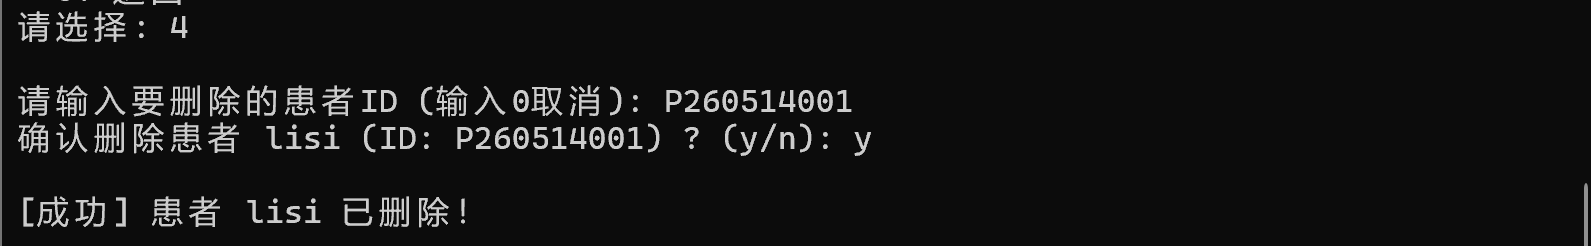 请选择: 4
请输入要删除的患者ID (输入0取消): P260514001
确认删除患者 lisi (ID: P260514001) ? (y/n): y
[成功] 患者 lisi 已删除!